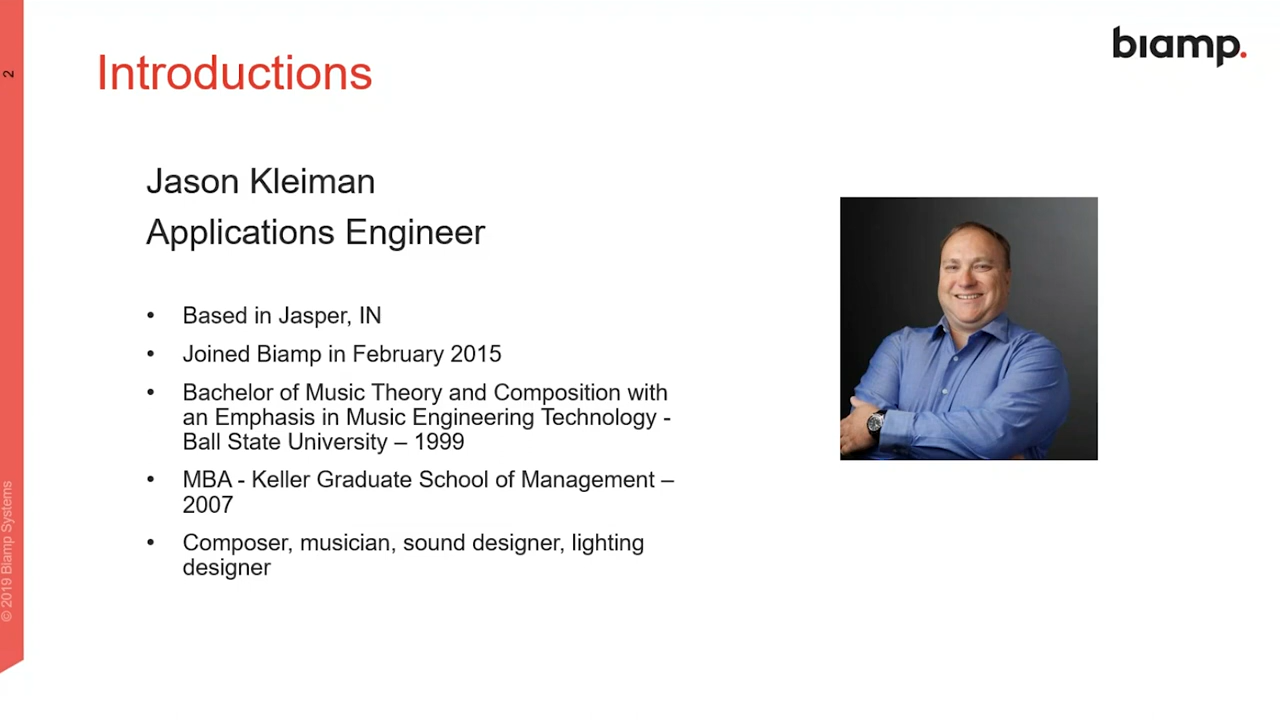 Introductions
biamp.
2
Jason Kleiman
Applications Engineer
• Based in Jasper, IN
• Joined Biamp in February 2015
• Bachelor of Music Theory and Composition with
an Emphasis in Music Engineering Technology -
Ball State University – 1999
• MBA - Keller Graduate School of Management –
2007
• Composer, musician, sound designer, lighting
designer
© 2019 Biamp Systems